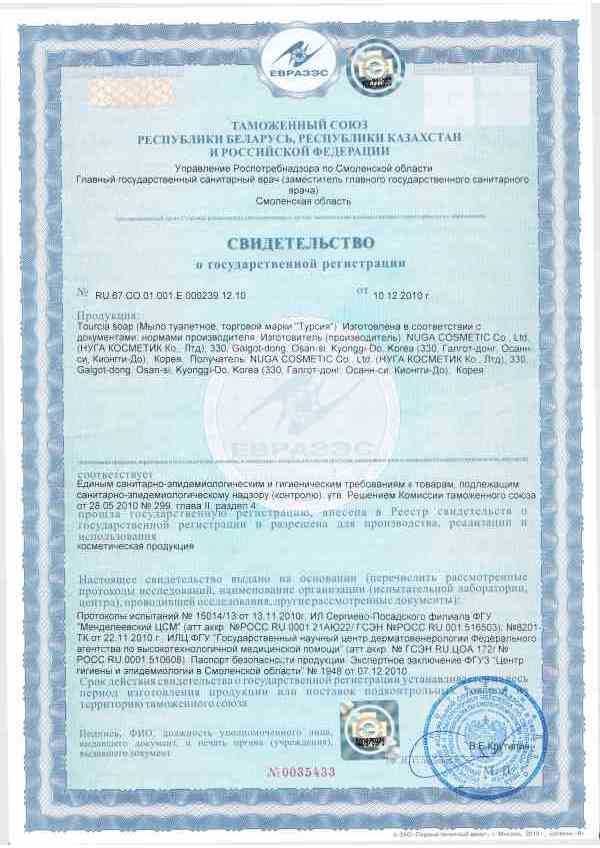 ЕВРАЗЭС
ТАМОЖЕННЫЙ СОЮЗ
РЕСПУБЛИКИ БЕЛАРУСЬ, РЕСПУБЛИКИ КАЗАХСТАН
И РОССИЙСКОЙ ФЕДЕРАЦИИ
Управление Роспотребнадзора по Смоленской области
Главный государственный санитарный врач (заместитель главного государственного санитарного
врача)
Смоленская область
СВИДЕТЕЛЬСТВО
о государственной регистрации
№ RU.67.CO.01.001.E.000239.12.10 от 10.12.2010 г.
Продукция:
Tourcia soap (Мыло туалетное, торговой марки "Турсия"). Изготовлена в соответствии с
документами: нормами производителя. Изготовитель (производитель): NUGA COSMETIC Co., Ltd.
(НУГА КОСМЕТИК Ко., Лтд), 330, Galgot-dong, Osan-si, Kyonggi-Do, Korea (330, Галгот-донг, Осанн-
си, Кионгги-До), Корея. Получатель: NUGA COSMETIC Co., Ltd. (НУГА КОСМЕТИК Ко., Лтд), 330,
Galgot-dong, Osan-si, Kyonggi-Do, Korea (330, Галгот-донг, Осанн-си, Кионгги-До), Корея
ЕВРАЗЭС
соответствует
Единым санитарно-эпидемиологическим и гигиеническим требованиям к товарам, подлежащим
санитарно-эпидемиологическому надзору (контролю), утв. Решением Комиссии таможенного союза
от 28.05.2010 № 299, глава II, раздел 4.
прошла государственную регистрацию, внесена в Реестр свидетельств о
государственной регистрации и разрешена для производства, реализации и
использования
косметическая продукция
Настоящее свидетельство выдано на основании (перечислить рассмотренные
протоколы исследований, наименование организации (испытательной лаборатории,
центра), проводившей исследования, другие рассмотренные документы):
Протоколы испытаний № 15014/13 от 13.11.2010г. ИЛ Сергиево-Посадского филиала ФГУ
"Менделеевский ЦСМ" (атт.аккр. №РОСС RU.0001.21АЮ22/ ГСЭН №РОСС RU.001.516503); №8201-
ТК от 22.11.2010 г. ИЛЦ ФГУ "Государственный научный центр дерматовенерологии Федерального
агентства по высокотехнологичной медицинской помощи" (атт.акк. № ГСЭН RU.ЦОА.172/ №
РОСС RU.0001.510608). Паспорт безопасности продукции. Экспертное заключение ФГУЗ "Центр
гигиены и эпидемиологии в Смоленской области" № 1948 от 07.12.2010
Срок действия свидетельства о государственной регистрации устанавливается на весь
период изготовления продукции или поставок подконтрольных товаров на
территорию таможенного союза
Подпись, ФИО, должность уполномоченного лица,
выдавшего документ, и печать органа (учреждения),
выдавшего документ
№0035433
М. П.